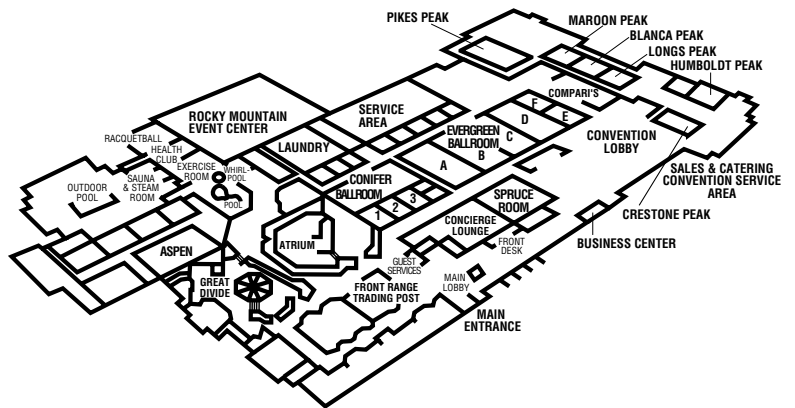 PIKES PEAK
MAROON PEAK
BLANCA PEAK
LONGS PEAK
HUMBOLDT PEAK
COMPARI'S
ROCKY MOUNTAIN
EVENT CENTER
SERVICE
AREA
F
D
E
C
B
A
EVERGREEN
BALLROOM
CONVENTION
LOBBY
RACQUETBALL
HEALTH
CLUB
LAUNDRY
EXERCISE
ROOM
WHIRL-
POOL
SAUNA
& STEAM
ROOM
OUTDOOR
POOL
POOL
CONIFER
BALLROOM
1
2
3
SPRUCE
ROOM
SALES & CATERING
CONVENTION SERVICE
AREA
CRESTONE PEAK
BUSINESS CENTER
CONCIERGE
LOUNGE
FRONT
DESK
ATRIUM
ASPEN
GUEST
SERVICES
GREAT
DIVIDE
FRONT RANGE
TRADING POST
MAIN
LOBBY
MAIN
ENTRANCE